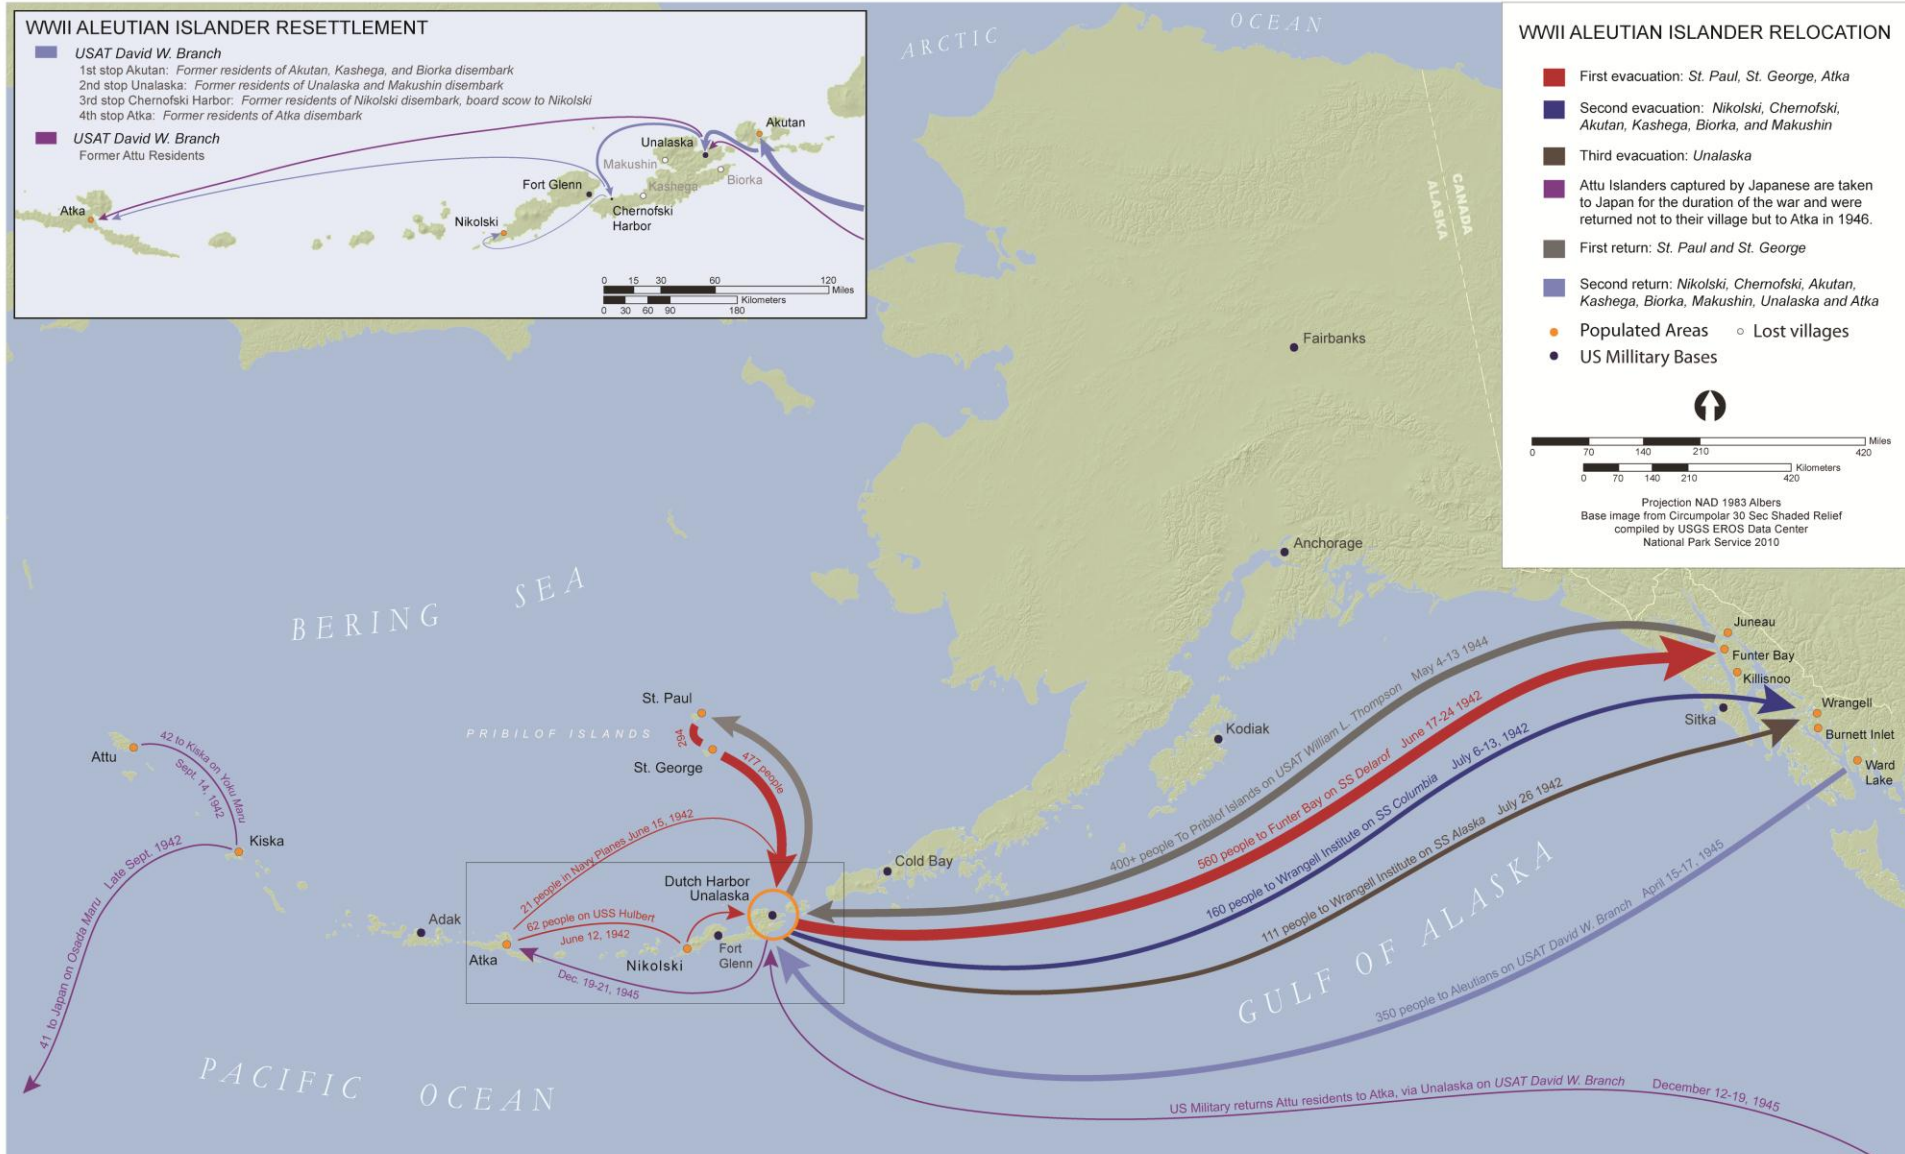 WWII ALEUTIAN ISLANDER RESETTLEMENT
USAT David W. Branch
1st stop Akutan: Former residents of Akutan, Kashega, and Biorka disembark
2nd stop Unalaska: Former residents of Unalaska and Makushin disembark
3rd stop Chernofski Harbor: Former residents of Nikolski disembark, board scow to Nikolski
4th stop Atka: Former residents of Atka disembark
USAT David W. Branch
Former Attu Residents
Akutan
Unalaska
Makushin
Biorka
Fort Glenn
Kashega
Chernofski
Harbor
Atka
Nikolski
0 15 30 60 120
Miles
Kilometers
0 30 60 90 180
ARCTIC OCEAN
WWII ALEUTIAN ISLANDER RELOCATION
First evacuation: St. Paul, St. George, Atka
Second evacuation: Nikolski, Chernofski,
Akutan, Kashega, Biorka, and Makushin
Third evacuation: Unalaska
Attu Islanders captured by Japanese are taken
to Japan for the duration of the war and were
returned not to their village but to Atka in 1946.
First return: St. Paul and St. George
Second return: Nikolski, Chernofski, Akutan,
Kashega, Biorka, Makushin, Unalaska and Atka
Populated Areas
Lost villages
US Millitary Bases
Miles
0 70 140 210 420
Kilometers
0 70 140 210 420
Projection NAD 1983 Albers
Base image from Circumpolar 30 Sec Shaded Relief
compiled by USGS EROS Data Center
National Park Service 2010
CANADA
ALASKA
Fairbanks
Anchorage
BERING SEA
Juneau
Funter Bay
Killisnoo
Wrangell
Sitka
Burnett Inlet
Ward
Lake
Kodiak
St. Paul
PRIBILOF ISLANDS
294
St. George
477 people
Attu
42 to Kiska on Yoku Maru
Sept. 14, 1942
Kiska
41 to Japan on Osada Maru Late Sept. 1942
21 people in Navy Planes June 15, 1942
Cold Bay
Dutch Harbor
Unalaska
Adak
62 people on USS Hulbert
June 12, 1942
Atka
Nikolski
Fort
Glenn
Dec. 19-21, 1945
400+ people To Pribilof Islands on USAT William L. Thompson May 4-13 1944
560 people to Funter Bay on SS Delarof June 17-24 1942
160 people to Wrangell Institute on SS Columbia July 6-13, 1942
111 people to Wrangell Institute on SS Alaska July 26 1942
350 people to Aleutians on USAT David W. Branch April 15-17, 1945
GULF OF ALASKA
PACIFIC OCEAN
US Military returns Attu residents to Atka, via Unalaska on USAT David W. Branch December 12-19, 1945